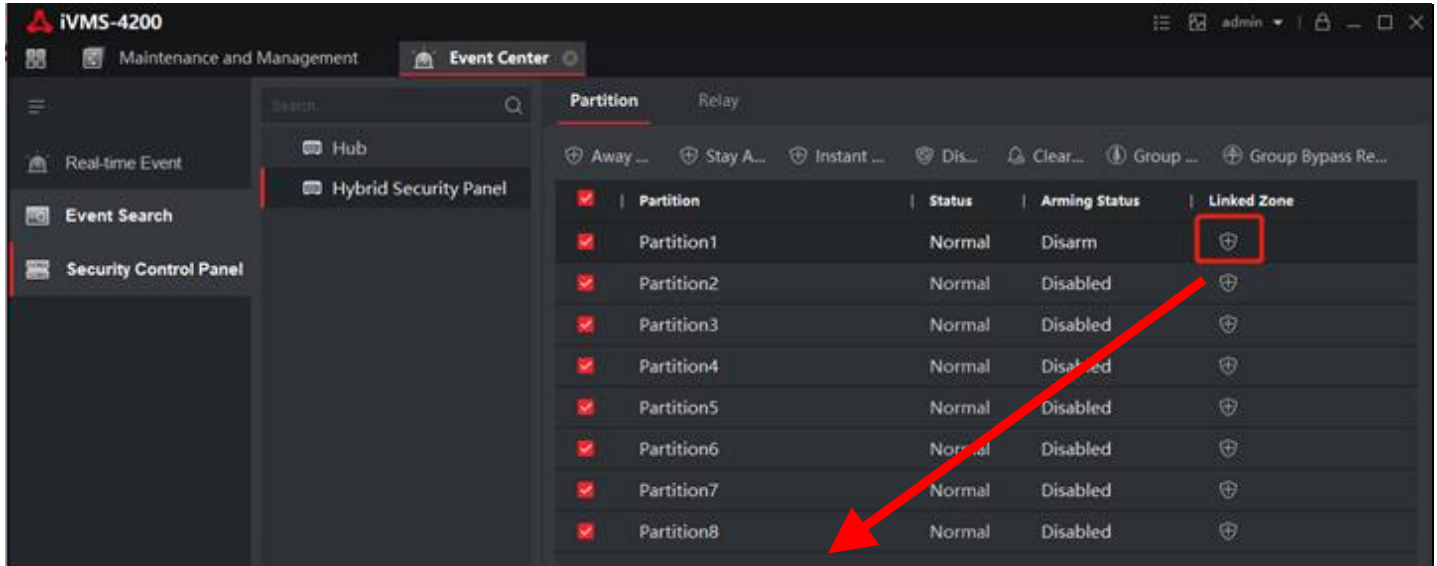 iVMS-4200
admin
Maintenance and Management
Event Center
Search...
Partition
Relay
Real-time Event
Event Search
Security Control Panel
Hub
Hybrid Security Panel
Away ...
Stay A...
Instant ...
Dis...
Clear...
Group ...
Group Bypass Re...
Partition | Status | Arming Status | Linked Zone
Partition1 Normal Disarm
Partition2 Normal Disabled
Partition3 Normal Disabled
Partition4 Normal Disabled
Partition5 Normal Disabled
Partition6 Normal Disabled
Partition7 Normal Disabled
Partition8 Normal Disabled